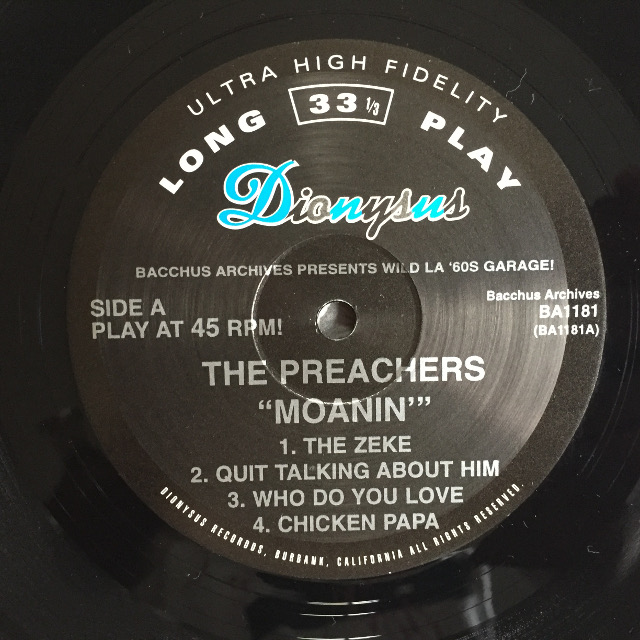 ULTRA HIGH FIDELITY
LONG 33 1/3 PLAY
Dionysus
BACCHUS ARCHIVES PRESENTS WILD LA '60S GARAGE!
SIDE A
PLAY AT 45 RPM!
Bacchus Archives
BA1181
(BA1181A)
THE PREACHERS
"MOANIN'"
1. THE ZEKE
2. QUIT TALKING ABOUT HIM
3. WHO DO YOU LOVE
4. CHICKEN PAPA
DIONYSUS RECORDS, BURBANK, CALIFORNIA ALL RIGHTS RESERVED.